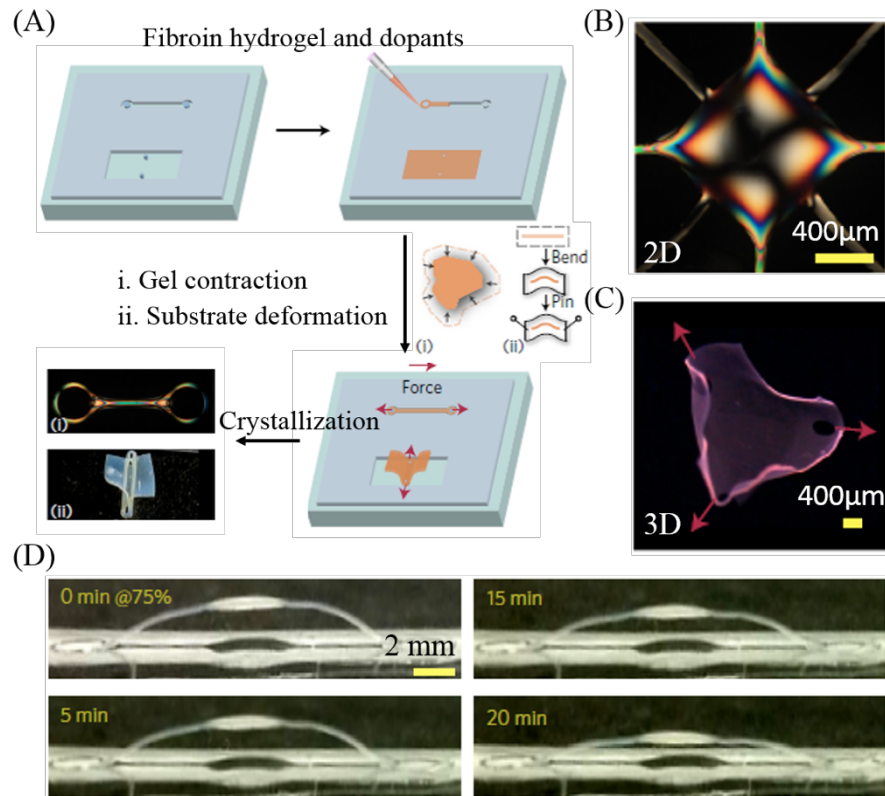 (A)
Fibroin hydrogel and dopants
i. Gel contraction
ii. Substrate deformation
(i)
Bend
Pin
(ii)
Force
Crystallization
(i)
(ii)
(B)
400μm
2D
(C)
400μm
3D
(D)
0 min @75%
2 mm
15 min
5 min
20 min